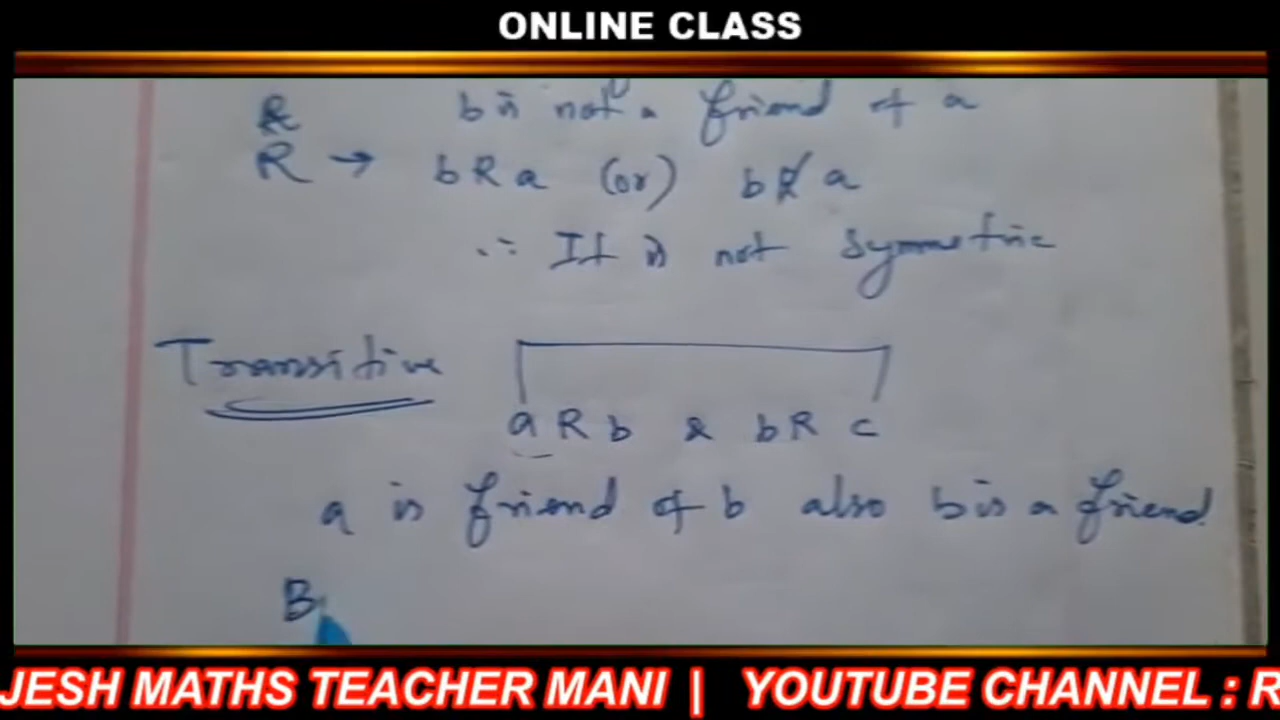 ONLINE CLASS
b is not a friend of a
R → bRa (or) bR̸a
∴ It is not symmetric
Transitive
aRb & bRc
a is friend of b also b is a friend
B
JESH MATHS TEACHER MANI | YOUTUBE CHANNEL : R